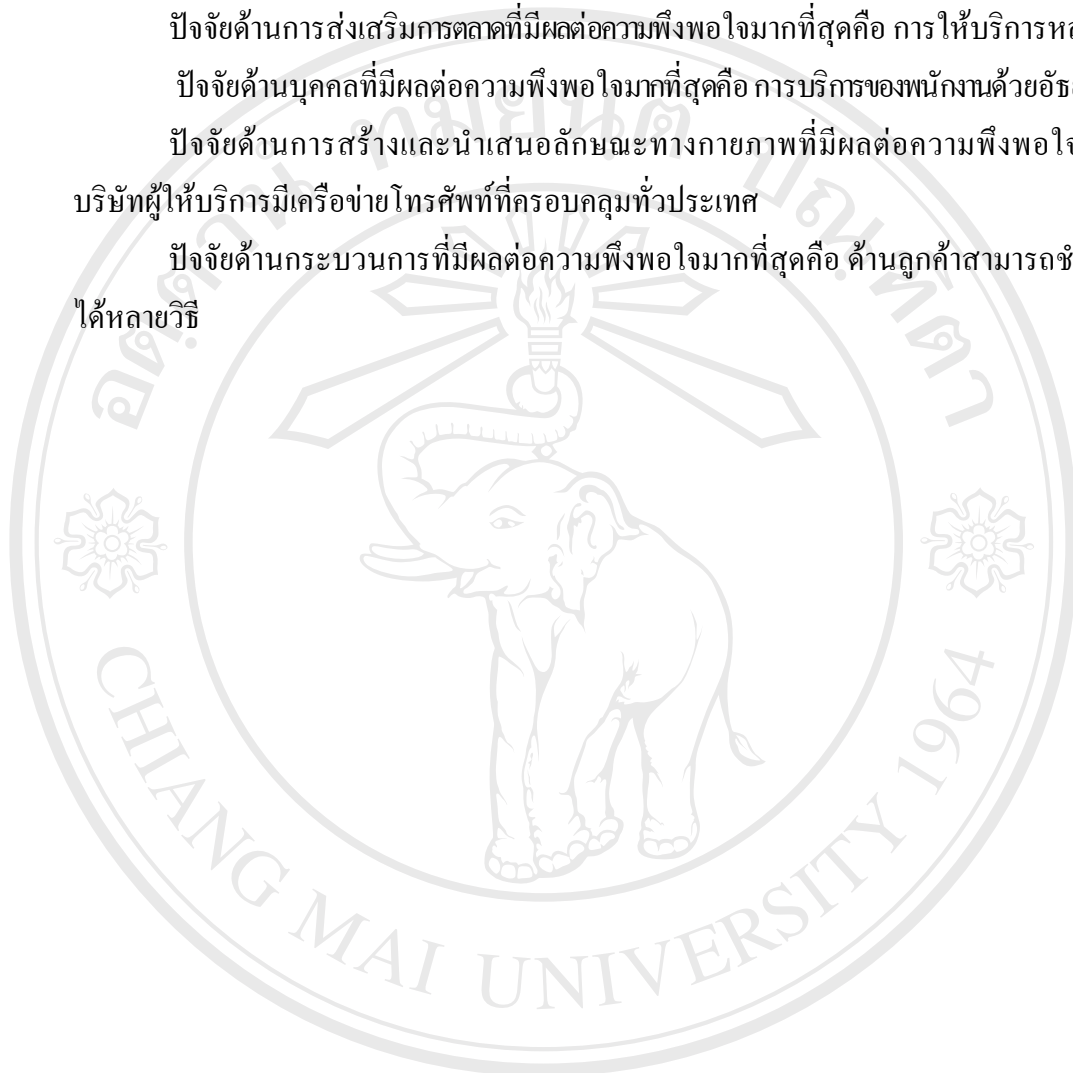 ปัจจัยด้านการส่งเสริมการตลาดที่มีผลต่อความพึงพอใจมากที่สุดคือ การให้บริการ
ปัจจัยด้านบุคคลที่มีผลต่อความพึงพอใจมากที่สุดคือ การบริการของพนักงานด้วย
ปัจจัยด้านการสร้างและนำเสนอลักษณะทางกายภาพที่มีผลต่อความพึงพอใจ
บริษัทผู้ให้บริการมีเครือข่ายโทรศัพท์ที่ครอบคลุมทั่วประเทศ
ปัจจัยด้านกระบวนการที่มีผลต่อความพึงพอใจมากที่สุดคือ ด้านลูกค้าสามารถ
ได้หลายวิธี
อตฺตานํ ทมยนฺติ ปณฺฑิตา
CHIANG MAI UNIVERSITY 1964